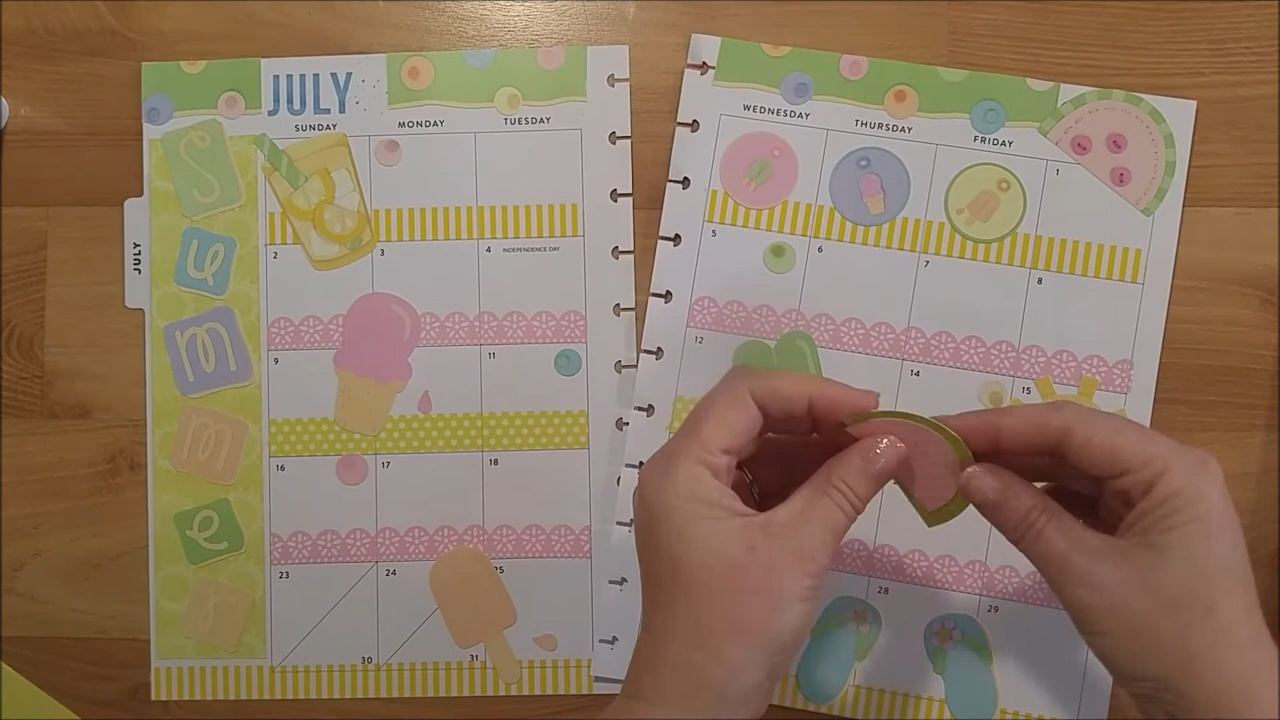 JULY
SUNDAY MONDAY TUESDAY
WEDNESDAY THURSDAY FRIDAY
1
S
u
m
m
e
r
JULY
2 3 4 INDEPENDENCE DAY
5 6 7 8
9 11
12 14 15
16 17 18
23 24 25
30 31
28 29